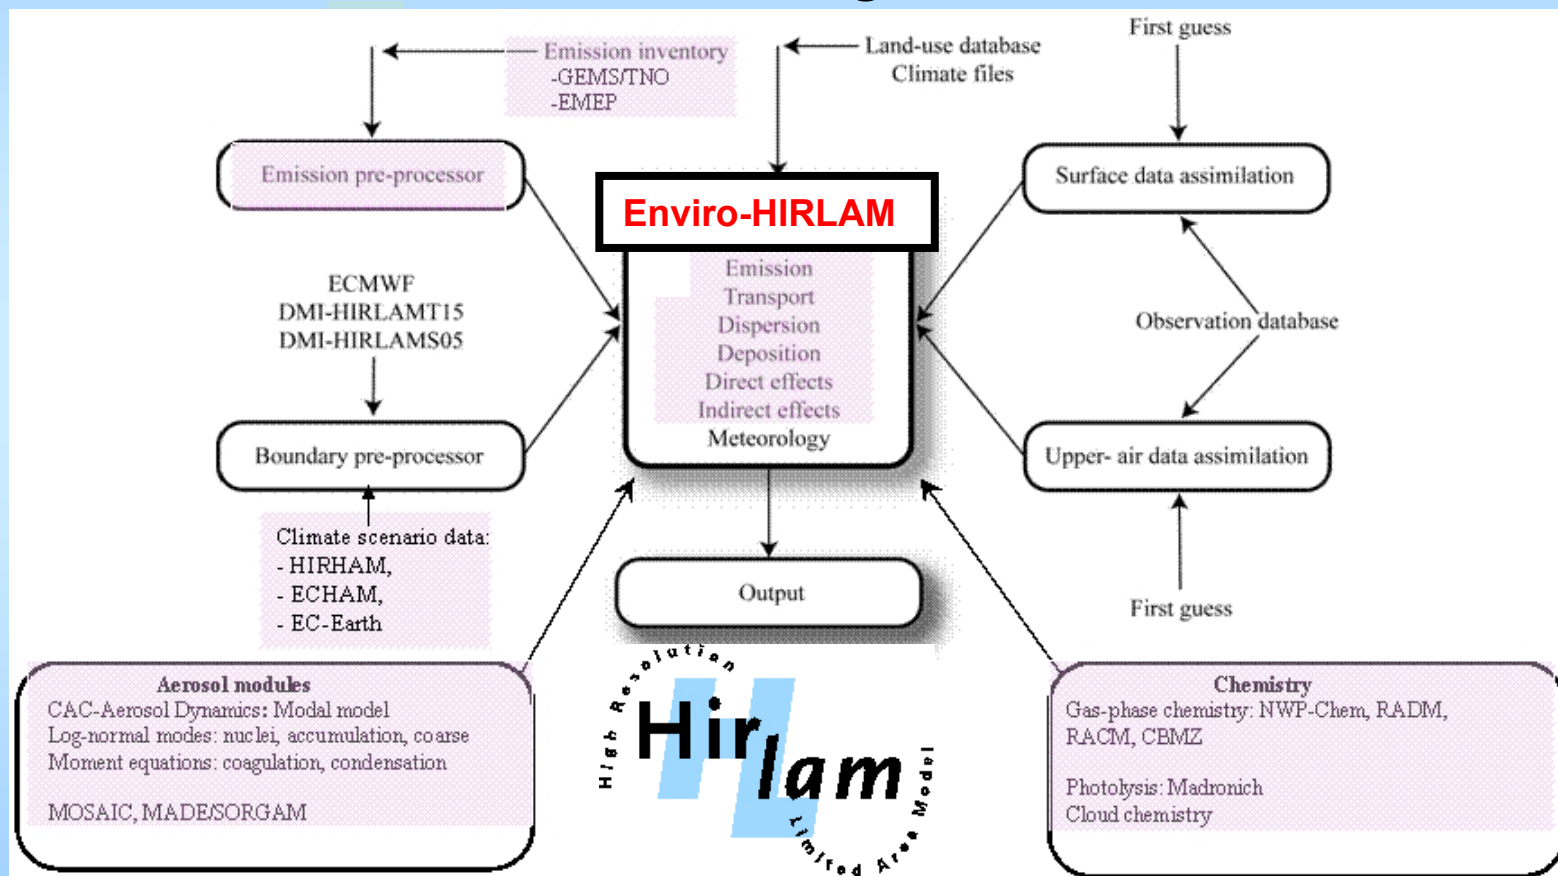 First guess
Emission inventory
-GEMS/TNO
-EMEP
Land-use database
Climate files
Emission pre-processor
Surface data assimilation
Enviro-HIRLAM
Emission
Transport
Dispersion
Deposition
Direct effects
Indirect effects
Meteorology
ECMWF
DMI-HIRLAMT15
DMI-HIRLAMS05
Observation database
Boundary pre-processor
Upper- air data assimilation
Climate scenario data:
- HIRHAM,
- ECHAM,
- EC-Earth
Output
First guess
Aerosol modules
CAC-Aerosol Dynamics: Modal model
Log-normal modes: nuclei, accumulation, coarse
Moment equations: coagulation, condensation
MOSAIC, MADE/SORGAM
High Resolution
Hirlam
Limited Area Model
Chemistry
Gas-phase chemistry: NWP-Chem, RADM,
RACM, CBMZ
Photolysis: Madronich
Cloud chemistry